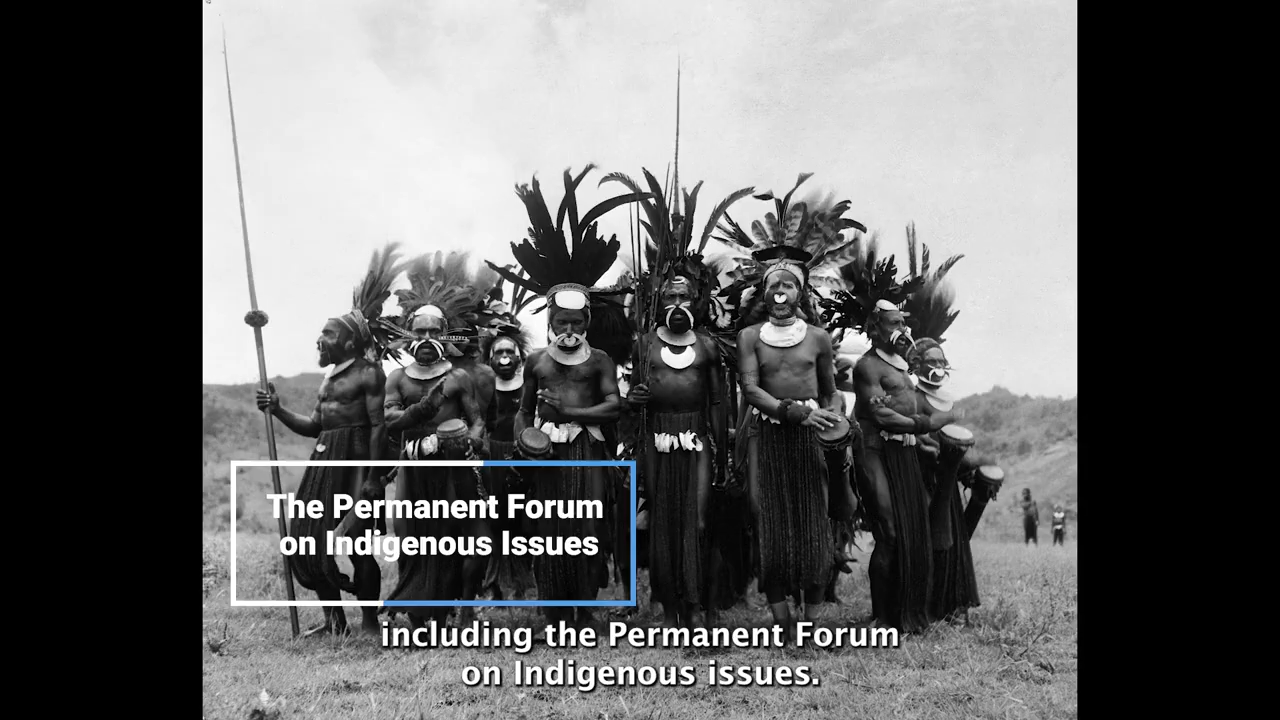 The Permanent Forum
on Indigenous Issues
including the Permanent Forum
on Indigenous issues.